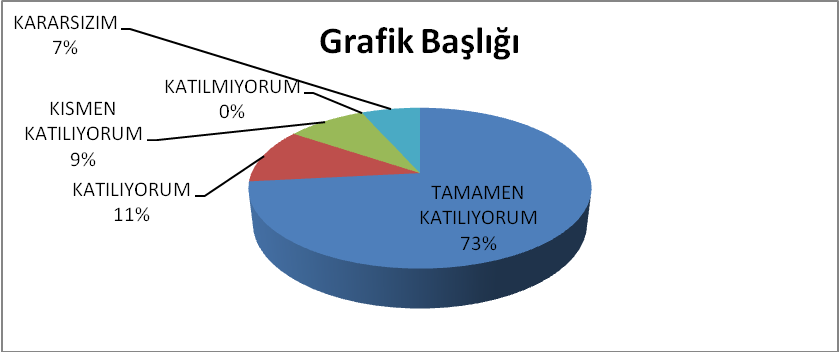 Grafik Başlığı
KARARSIZIM
7%
KATILMIYORUM
0%
KISMEN
KATILIYORUM
9%
KATILIYORUM
11%
TAMAMEN
KATILIYORUM
73%